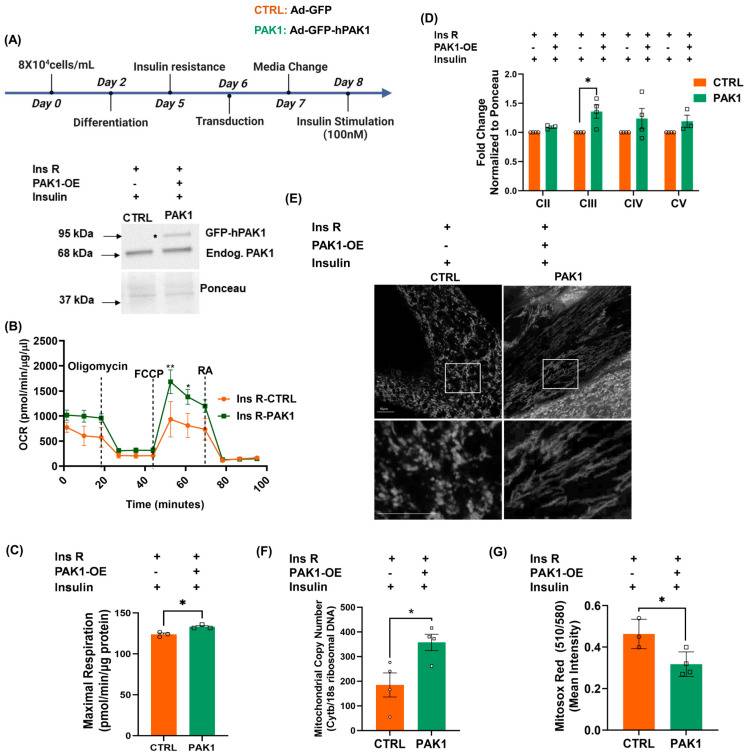 CTRL: Ad-GFP
PAK1: Ad-GFP-hPAK1
(A)
8X10⁴cells/mL
Day 2
Insulin resistance
Day 6
Media Change
Day 8
Day 0
Differentiation
Day 5
Transduction
Day 7
Insulin Stimulation
(100nM)
Ins R + +
PAK1-OE - +
Insulin + +
CTRL PAK1
95 kDa * GFP-hPAK1
68 kDa Endog. PAK1
Ponceau
37 kDa
(B)
OCR (pmol/min/µg/µl)
2500
2000
1500
1000
500
0
Oligomycin
FCCP
RA
**
*
Ins R-CTRL
Ins R-PAK1
0 20 40 60 80 100
Time (minutes)
(C)
Ins R + +
PAK1-OE - +
Insulin + +
Maximal Respiration
(pmol/min/µg protein)
150
100
50
0
*
CTRL PAK1
(D)
Ins R + + + + + + + +
PAK1-OE - + - + - + - +
Insulin + + + + + + + +
Fold Change
Normalized to Ponceau
2.0
1.5
1.0
0.5
0.0
*
CTRL
PAK1
CII CIII CIV CV
(E)
Ins R + +
PAK1-OE - +
Insulin + +
CTRL PAK1
(F)
Ins R + +
PAK1-OE - +
Insulin + +
Mitochondrial Copy Number
(Cytb/18s ribosomal DNA)
500
400
300
200
100
0
*
CTRL PAK1
(G)
Ins R + +
PAK1-OE - +
Insulin + +
Mitosox Red (510/580)
(Mean Intensity)
0.6
0.4
0.2
0.0
*
CTRL PAK1